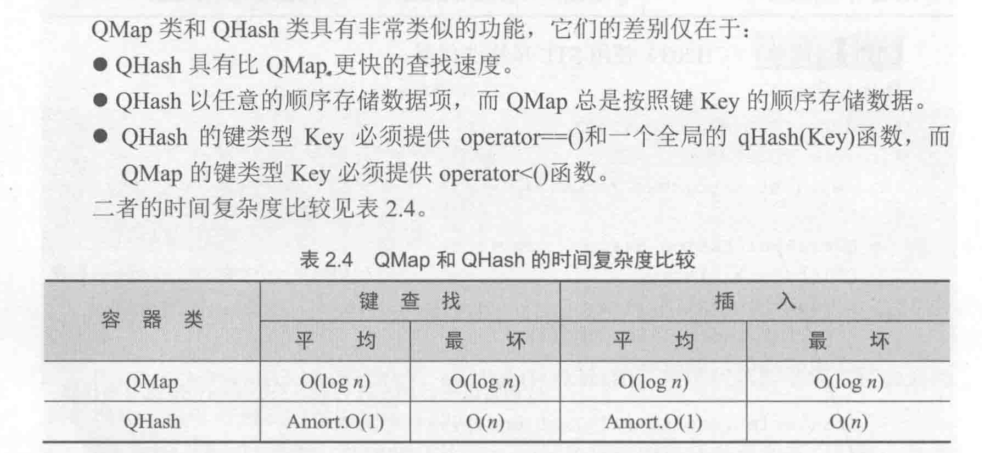 QMap 类和 QHash 类具有非常类似的功能，它们的差别仅在于：
● QHash 具有比 QMap 更快的查找速度。
● QHash 以任意的顺序存储数据项，而 QMap 总是按照键 Key 的顺序存储数据。
● QHash 的键类型 Key 必须提供 operator==()和一个全局的 qHash(Key)函数，而
QMap 的键类型 Key 必须提供 operator<()函数。
二者的时间复杂度比较见表 2.4。
表 2.4 QMap 和 QHash 的时间复杂度比较
容 器 类 键 查 找 插 入
平 均 最 坏 平 均 最 坏
QMap O(log n) O(log n) O(log n) O(log n)
QHash Amort.O(1) O(n) Amort.O(1) O(n)